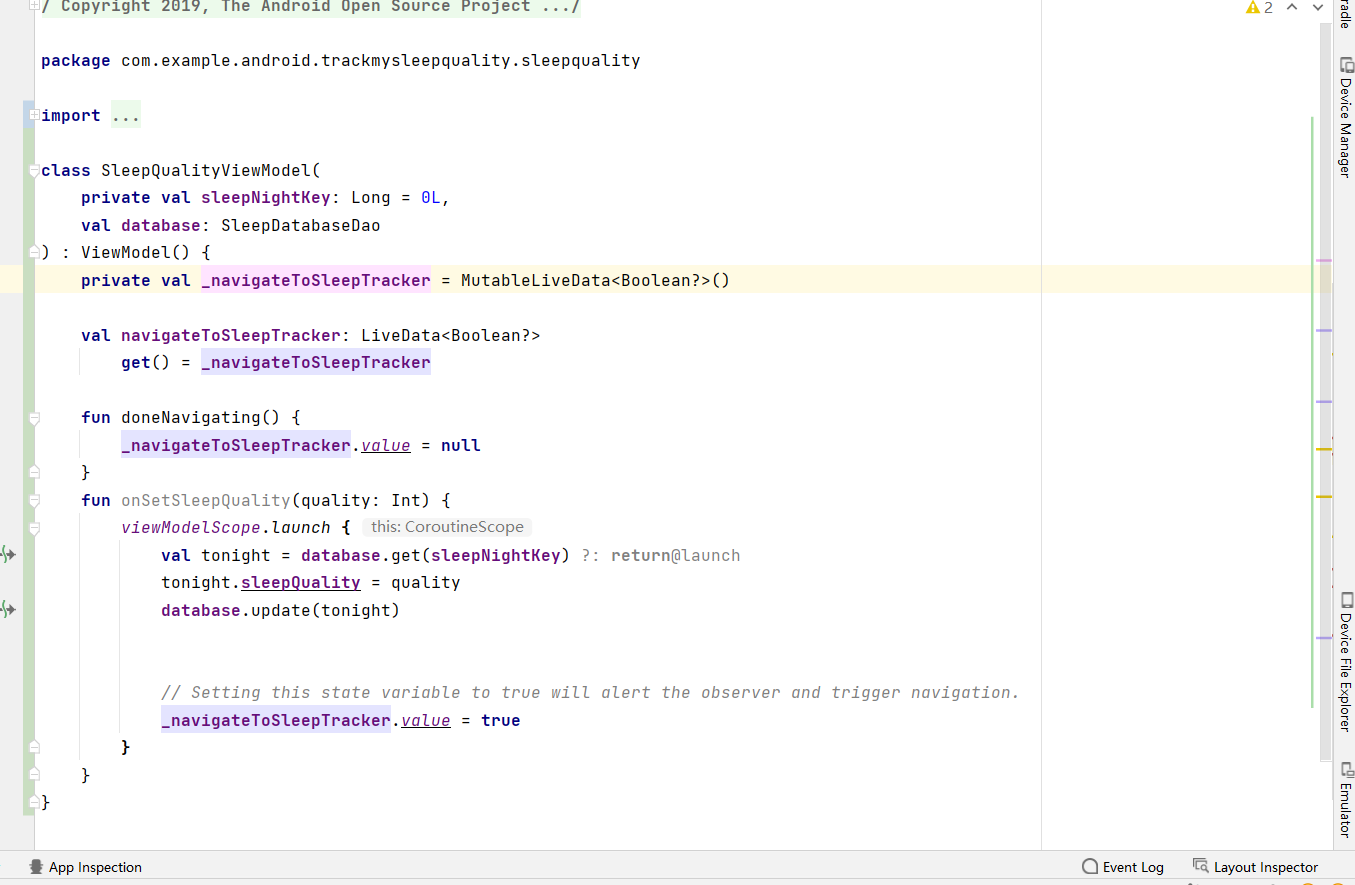 / Copyright 2019, The Android Open Source Project .../
2
package com.example.android.trackmysleepquality.sleepquality
import ...
class SleepQualityViewModel(
    private val sleepNightKey: Long = 0L,
    val database: SleepDatabaseDao
) : ViewModel() {
    private val _navigateToSleepTracker = MutableLiveData<Boolean?>()
    val navigateToSleepTracker: LiveData<Boolean?>
        get() = _navigateToSleepTracker
    fun doneNavigating() {
        _navigateToSleepTracker.value = null
    }
    fun onSetSleepQuality(quality: Int) {
        viewModelScope.launch { this: CoroutineScope
            val tonight = database.get(sleepNightKey) ?: return@launch
            tonight.sleepQuality = quality
            database.update(tonight)
            // Setting this state variable to true will alert the observer and trigger navigation.
            _navigateToSleepTracker.value = true
        }
    }
}
Device Manager
Device File Explorer
Emulator
App Inspection
Event Log
Layout Inspector